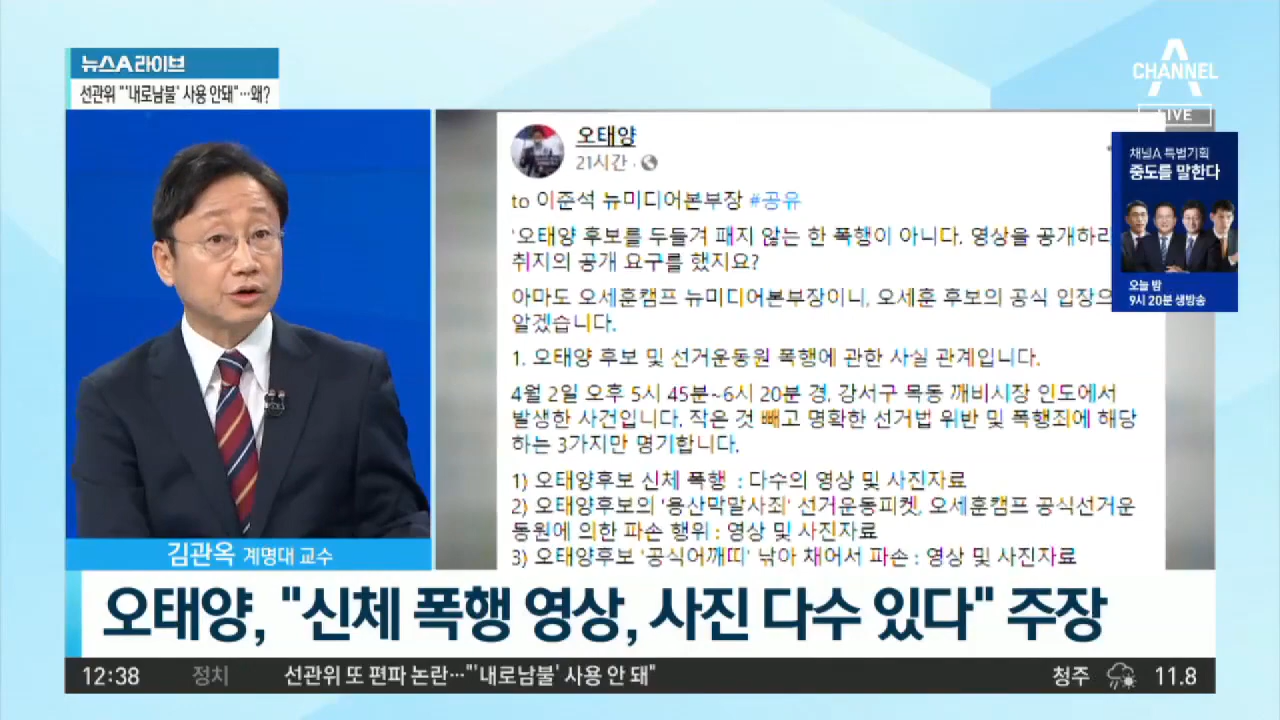 뉴스A 라이브
선관위 "'내로남불' 사용 안돼"…왜?
CHANNEL
LIVE
채널A 특별기획
중도를 말한다
오늘 밤
9시 20분 생방송
오태양
21시간 ·
to 이준석 뉴미디어본부장 #공유
'오태양 후보를 두들겨 패지 않는 한 폭행이 아니다. 영상을 공개하라
취지의 공개 요구를 했지요?
아마도 오세훈캠프 뉴미디어본부장이니, 오세훈 후보의 공식 입장으
알겠습니다.
1. 오태양 후보 및 선거운동원 폭행에 관한 사실 관계입니다.
4월 2일 오후 5시 45분~6시 20분 경, 강서구 목동 깨비시장 인도에서
발생한 사건입니다. 작은 것 빼고 명확한 선거법 위반 및 폭행죄에 해당
하는 3가지만 명기합니다.
1) 오태양후보 신체 폭행 : 다수의 영상 및 사진자료
2) 오태양후보의 '용산막말사죄' 선거운동피켓, 오세훈캠프 공식선거운
동원에 의한 파손 행위 : 영상 및 사진자료
3) 오태양후보 '공식어깨띠' 낚아 채어서 파손 : 영상 및 사진자료
김관옥 계명대 교수
오태양, "신체 폭행 영상, 사진 다수 있다" 주장
12:38 정치 선관위 또 편파 논란…"'내로남불' 사용 안 돼" 청주 11.8